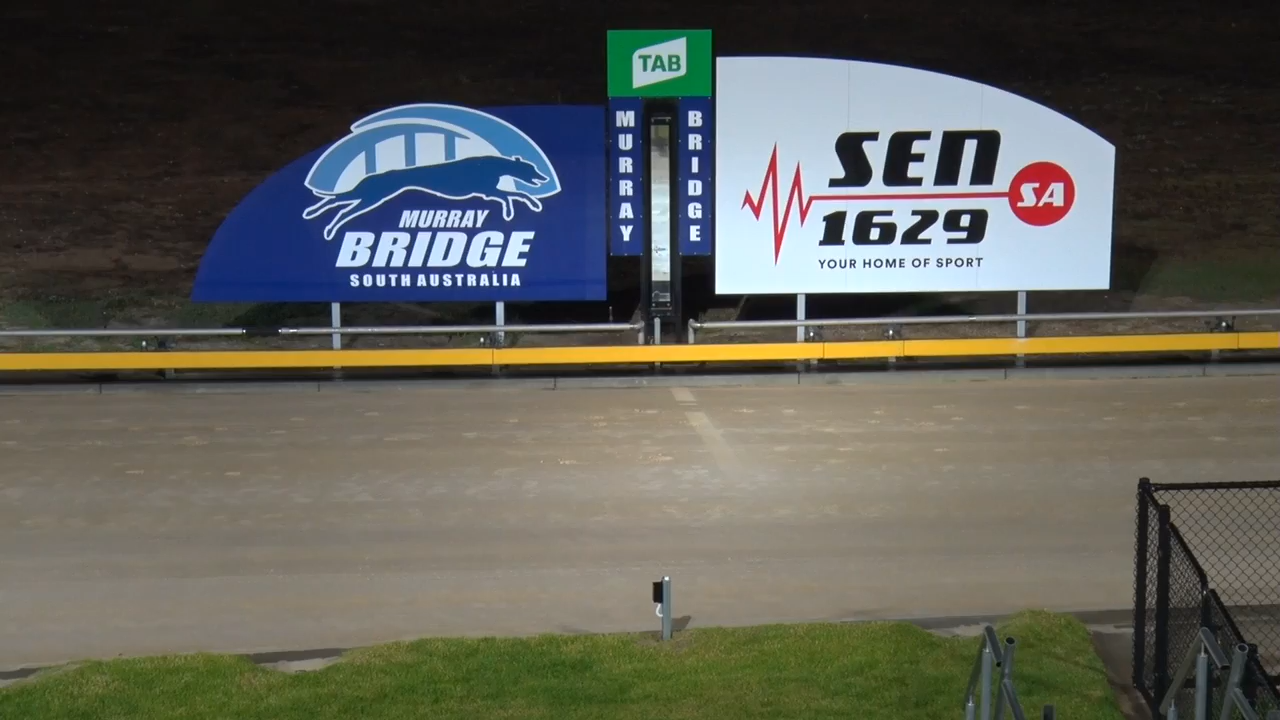 TAB
MURRAY
BRIDGE
MURRAY
BRIDGE
SOUTH AUSTRALIA
SEN
SA
1629
YOUR HOME OF SPORT